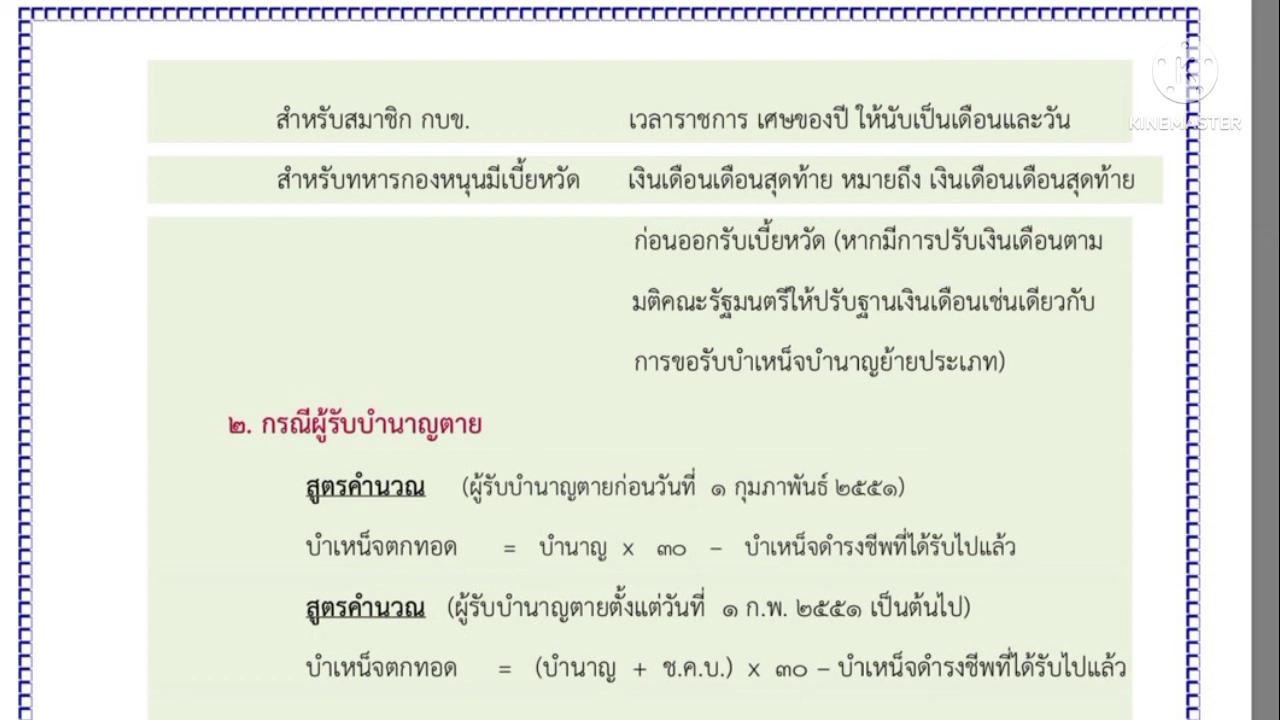 สำหรับสมาชิก กบข. เวลาราชการ เศษของปี ให้นับเป็นเดือนและวัน
KINEMASTER
สำหรับทหารกองหนุนมีเบี้ยหวัด เงินเดือนเดือนสุดท้าย หมายถึง เงินเดือนเดือนสุดท้าย
ก่อนออกรับเบี้ยหวัด (หากมีการปรับเงินเดือนตาม
มติคณะรัฐมนตรีให้ปรับฐานเงินเดือนเช่นเดียวกับ
การขอรับบำเหน็จบำนาญย้ายประเภท)
๒. กรณีผู้รับบำนาญตาย
สูตรคำนวณ (ผู้รับบำนาญตายก่อนวันที่ ๑ กุมภาพันธ์ ๒๕๕๑)
บำเหน็จตกทอด = บำนาญ x ๓๐ – บำเหน็จดำรงชีพที่ได้รับไปแล้ว
สูตรคำนวณ (ผู้รับบำนาญตายตั้งแต่วันที่ ๑ ก.พ. ๒๕๕๑ เป็นต้นไป)
บำเหน็จตกทอด = (บำนาญ + ช.ค.บ.) x ๓๐ – บำเหน็จดำรงชีพที่ได้รับไปแล้ว